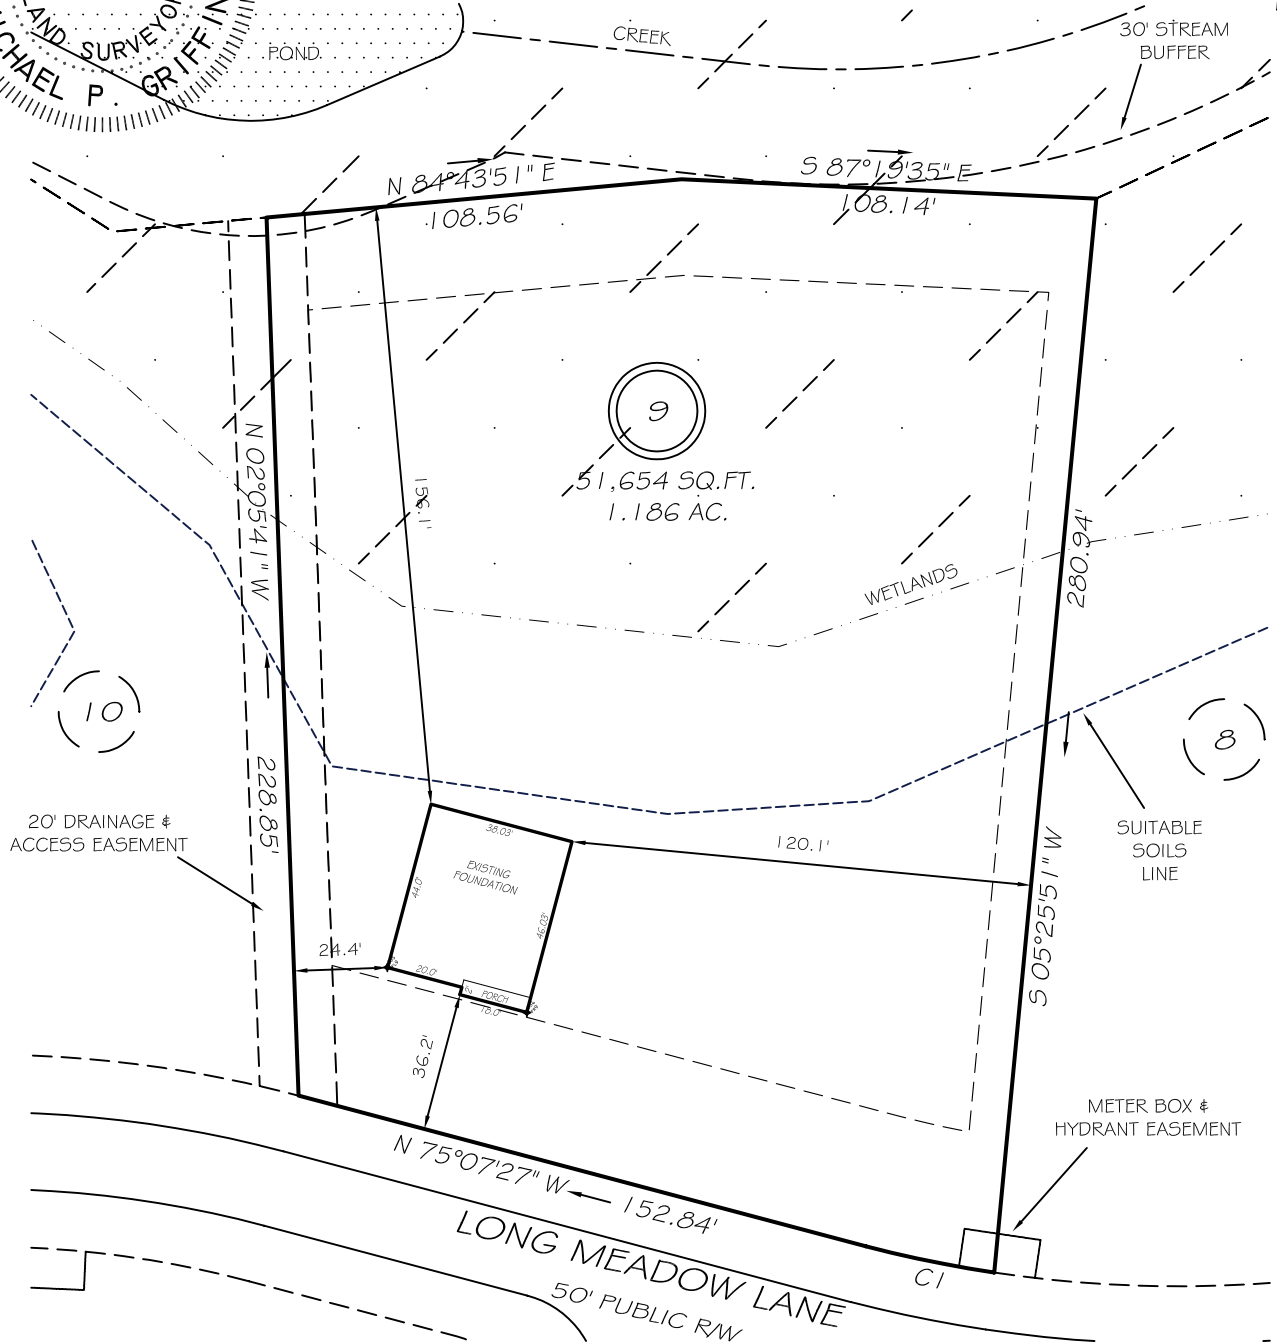 LAND SURVEYOR
MICHAEL P. GRIFFIN
POND
CREEK
30' STREAM
BUFFER
N 84°43'51" E
108.56'
S 87°19'35" E
108.14'
9
51,654 SQ.FT.
1.186 AC.
N 02°05'41" W
228.85'
156.1'
WETLANDS
280.94'
S 05°25'51" W
10
8
20' DRAINAGE &
ACCESS EASEMENT
SUITABLE
SOILS
LINE
38.03'
EXISTING
FOUNDATION
44.0'
46.03'
120.1'
24.4'
20.0'
2'
PORCH
18.0'
36.2'
METER BOX &
HYDRANT EASEMENT
N 75°07'27" W
152.84'
C1
LONG MEADOW LANE
50' PUBLIC R/W